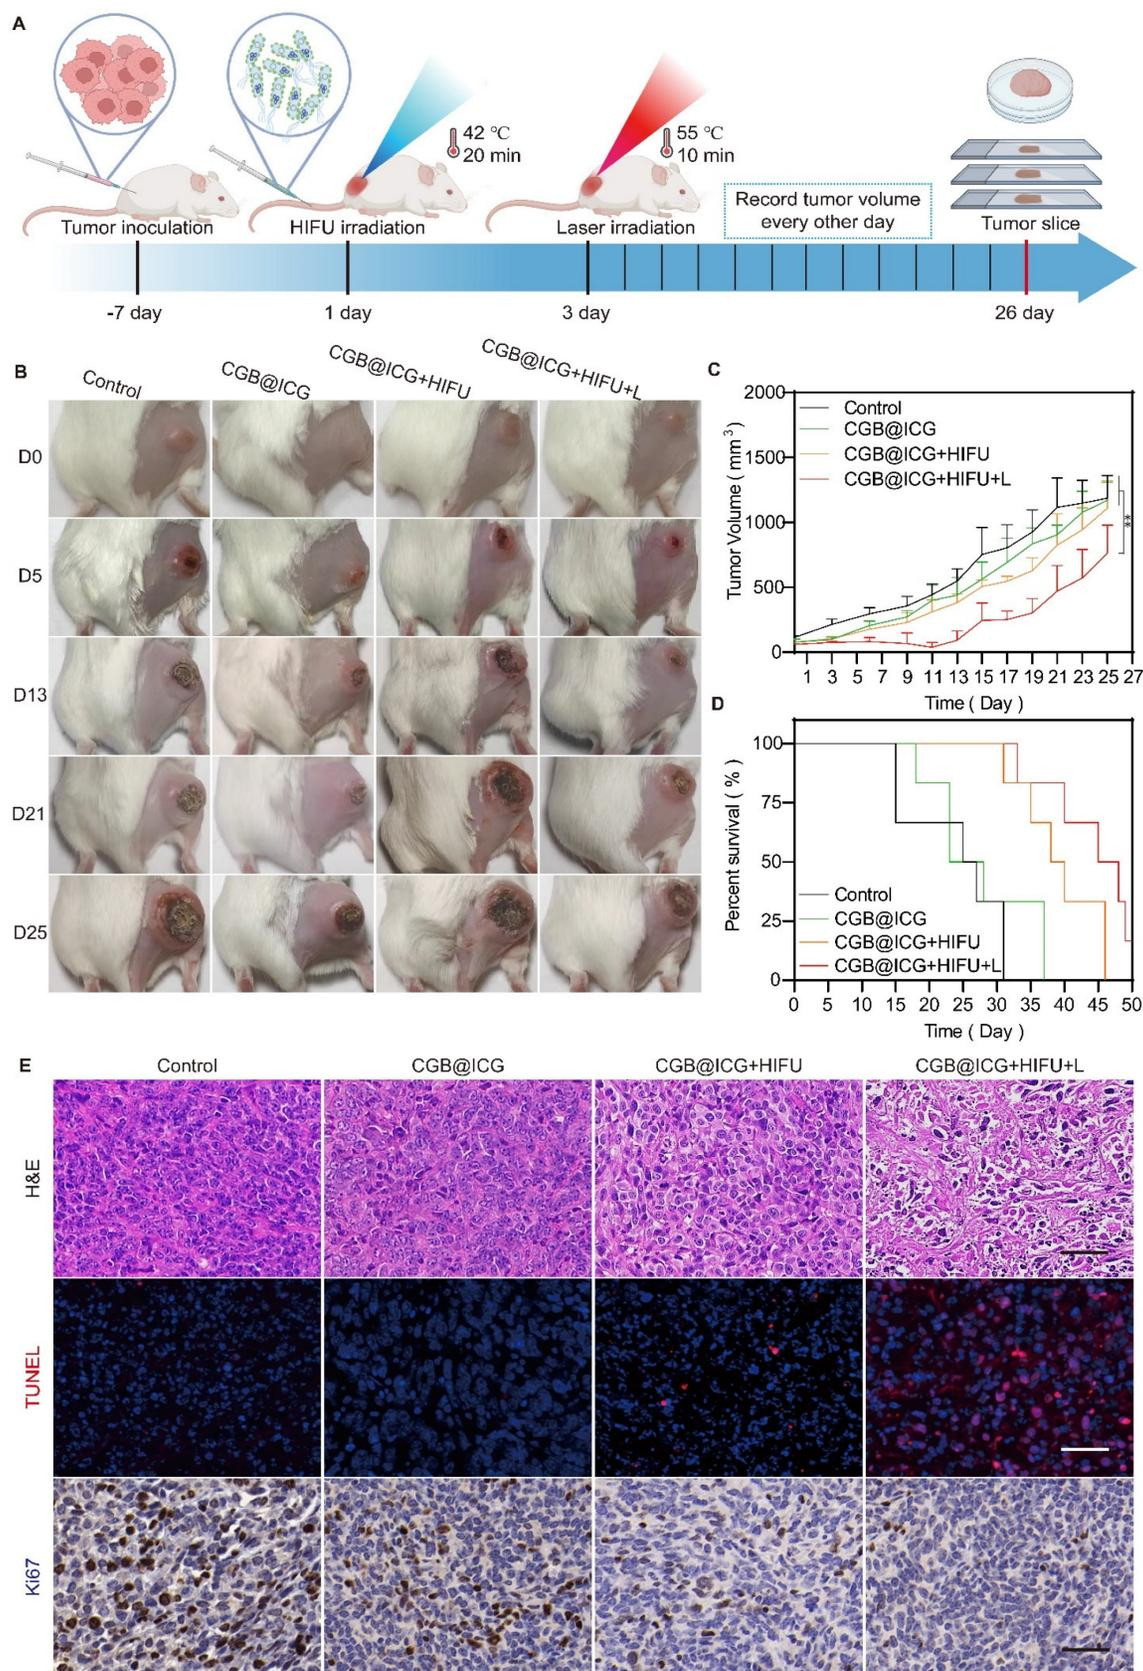 A
42 ℃
20 min
55 ℃
10 min
Record tumor volume
every other day
Tumor inoculation
HIFU irradiation
Laser irradiation
Tumor slice
-7 day
1 day
3 day
26 day
B
Control
CGB@ICG
CGB@ICG+HIFU
CGB@ICG+HIFU+L
D0
D5
D13
D21
D25
C
Tumor Volume ( mm³ )
2000
1500
1000
500
0
Control
CGB@ICG
CGB@ICG+HIFU
CGB@ICG+HIFU+L
**
1 3 5 7 9 11 13 15 17 19 21 23 25 27
Time ( Day )
D
Percent survival ( % )
100
75
50
25
0
Control
CGB@ICG
CGB@ICG+HIFU
CGB@ICG+HIFU+L
0 5 10 15 20 25 30 35 40 45 50
Time ( Day )
E
Control CGB@ICG CGB@ICG+HIFU CGB@ICG+HIFU+L
H&E
TUNEL
Ki67